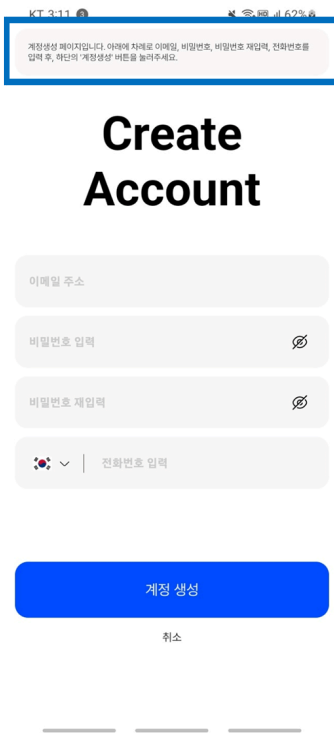 KT 3:11 3
62%
계정생성 페이지입니다. 아래에 차례로 이메일, 비밀번호, 비밀번호 재입력, 전화번호를
입력 후, 하단의 '계정생성' 버튼을 눌러주세요.
Create
Account
이메일 주소
비밀번호 입력
비밀번호 재입력
전화번호 입력
계정 생성
취소